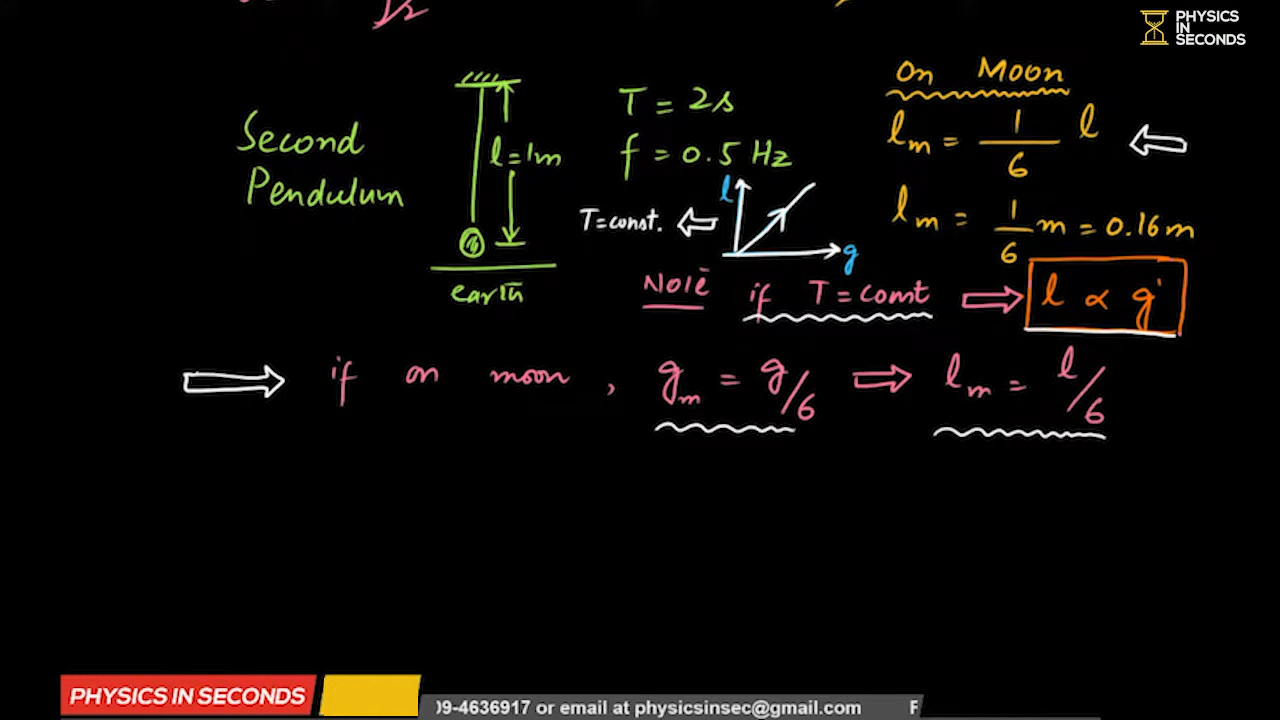 PHYSICS
IN
SECONDS
On Moon
Second
Pendulum
l = 1m
earth
T = 2s
f = 0.5 Hz
T=const.
l
g
lm = 1/6 l
lm = 1/6 m = 0.16m
Note if T = const ⇒ l ∝ g
⇒ if on moon, gm = g/6 ⇒ lm = l/6
PHYSICS IN SECONDS
09-4636917 or email at physicsinsec@gmail.com
F